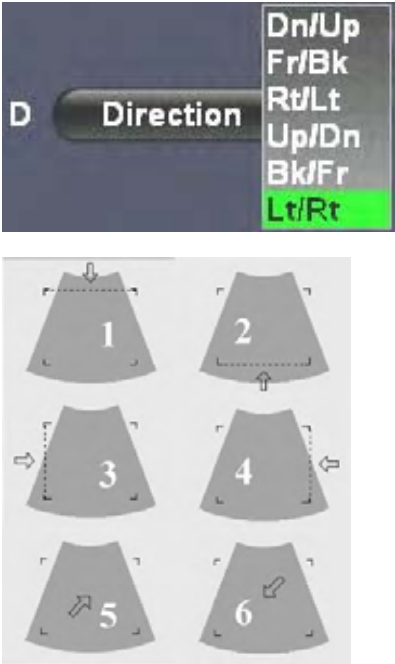 Dn/Up
Fr/Bk
Rt/Lt
D Direction
Up/Dn
Bk/Fr
Lt/Rt
1 2
3 4
5 6